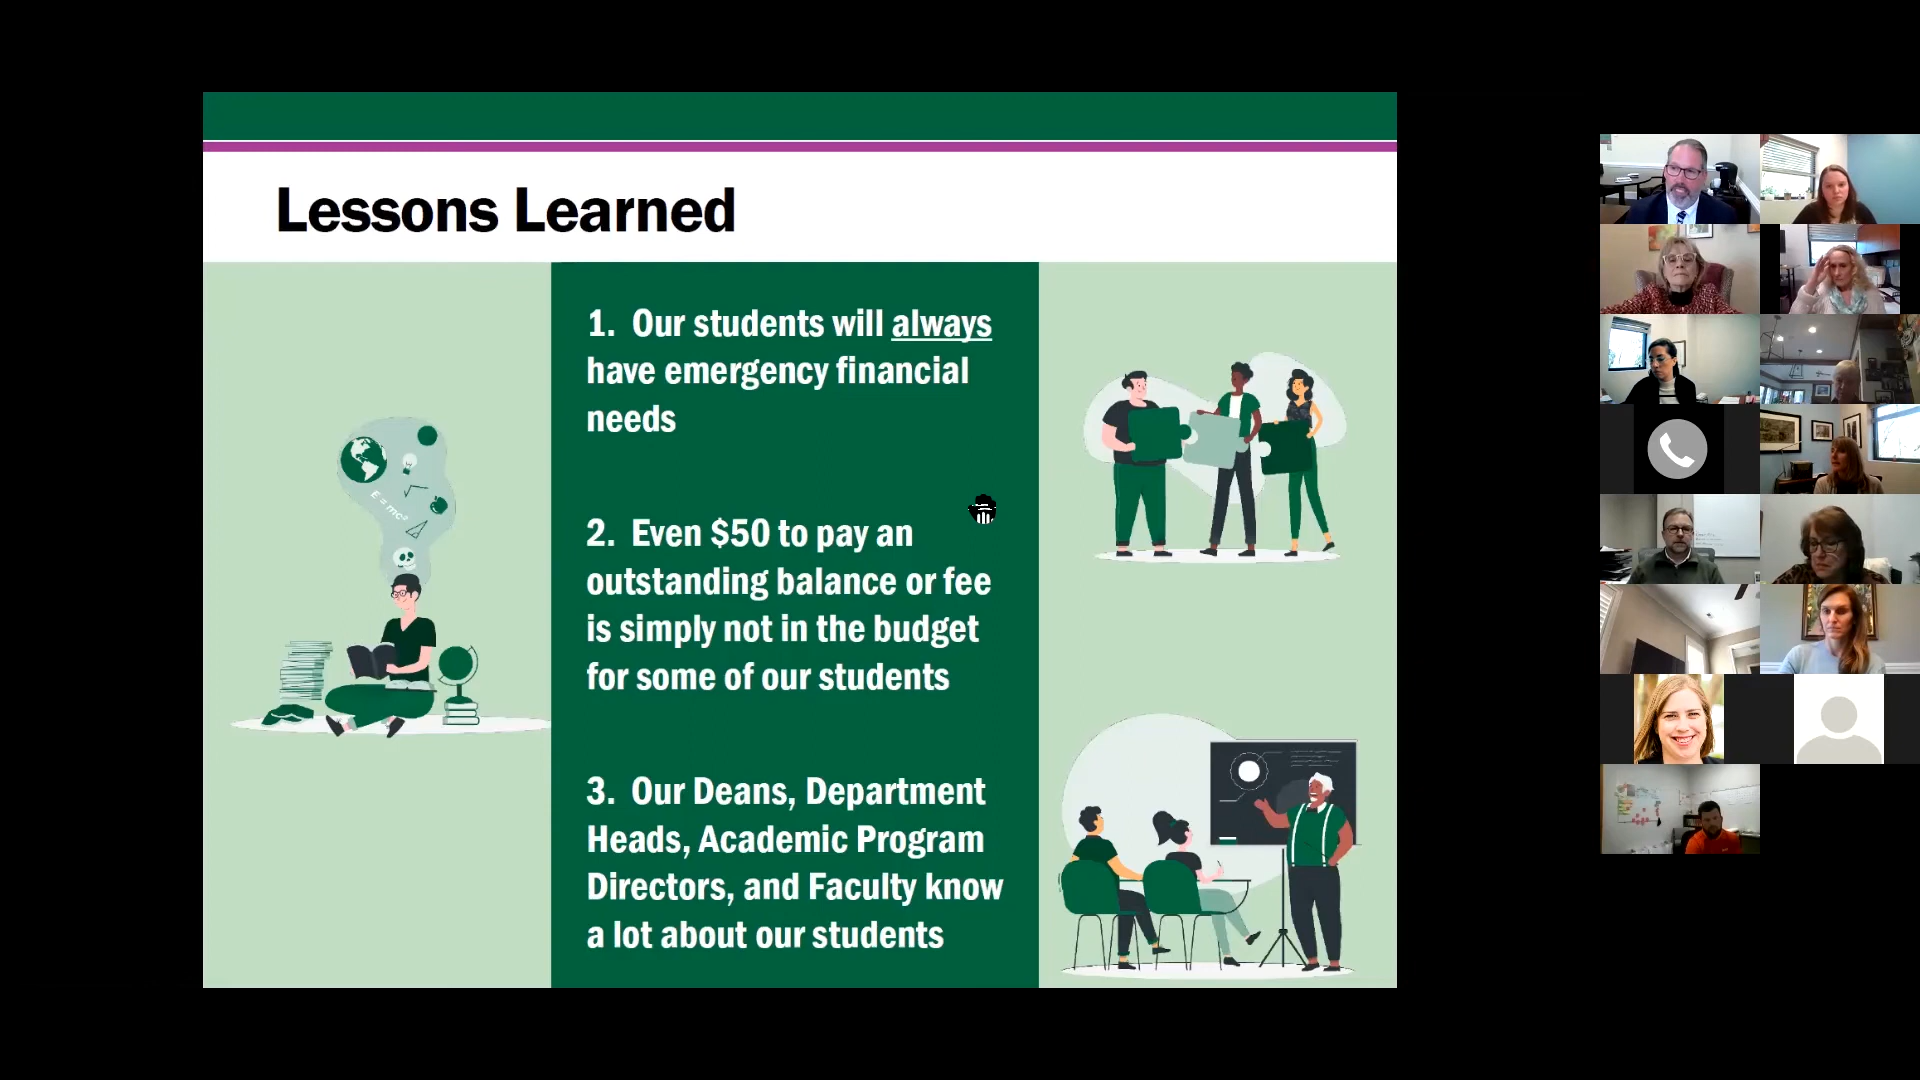 Lessons Learned
1. Our students will always
have emergency financial
needs
2. Even $50 to pay an
outstanding balance or fee
is simply not in the budget
for some of our students
3. Our Deans, Department
Heads, Academic Program
Directors, and Faculty know
a lot about our students
E = mc²